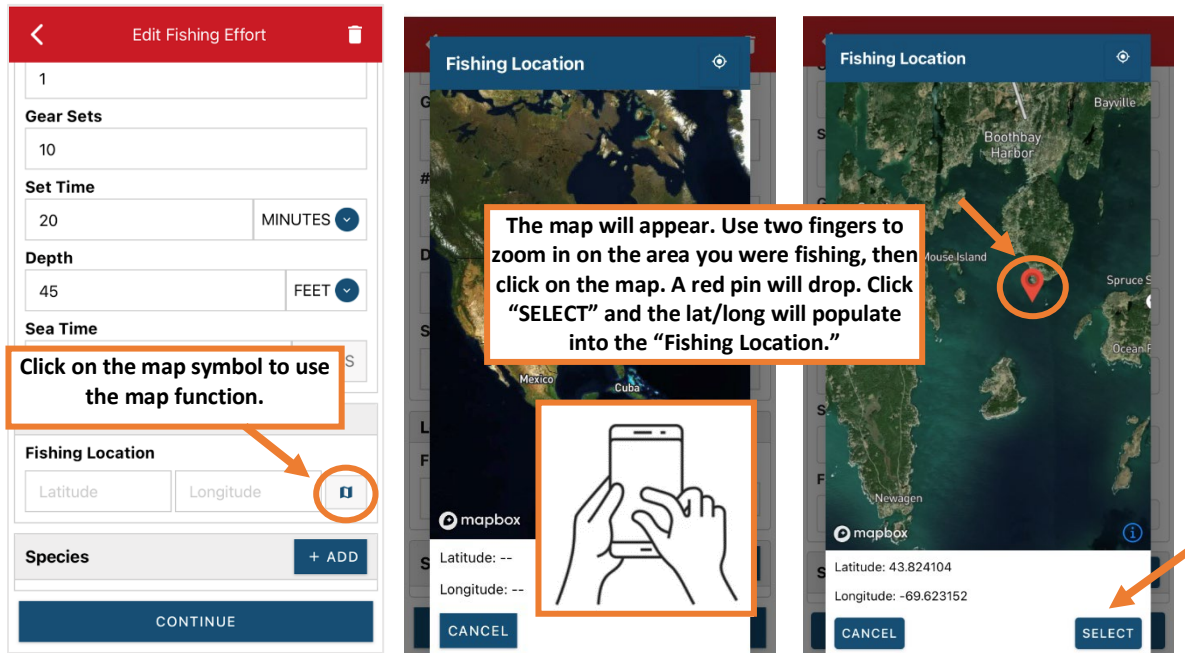 Edit Fishing Effort
1
Gear Sets
10
Set Time
20
MINUTES
Depth
45
FEET
Sea Time
S
Click on the map symbol to use
the map function.
Fishing Location
Latitude
Longitude
Species
+ ADD
CONTINUE
Fishing Location
G
#
D
S
L
F
S
The map will appear. Use two fingers to
zoom in on the area you were fishing, then
click on the map. A red pin will drop. Click
“SELECT” and the lat/long will populate
into the “Fishing Location.”
Mexico
Cuba
mapbox
Latitude: --
Longitude: --
CANCEL
Fishing Location
Bayville
Boothbay
Harbor
Mouse Island
Spruce S
Ocean P
Newagen
mapbox
Latitude: 43.824104
Longitude: -69.623152
CANCEL
SELECT